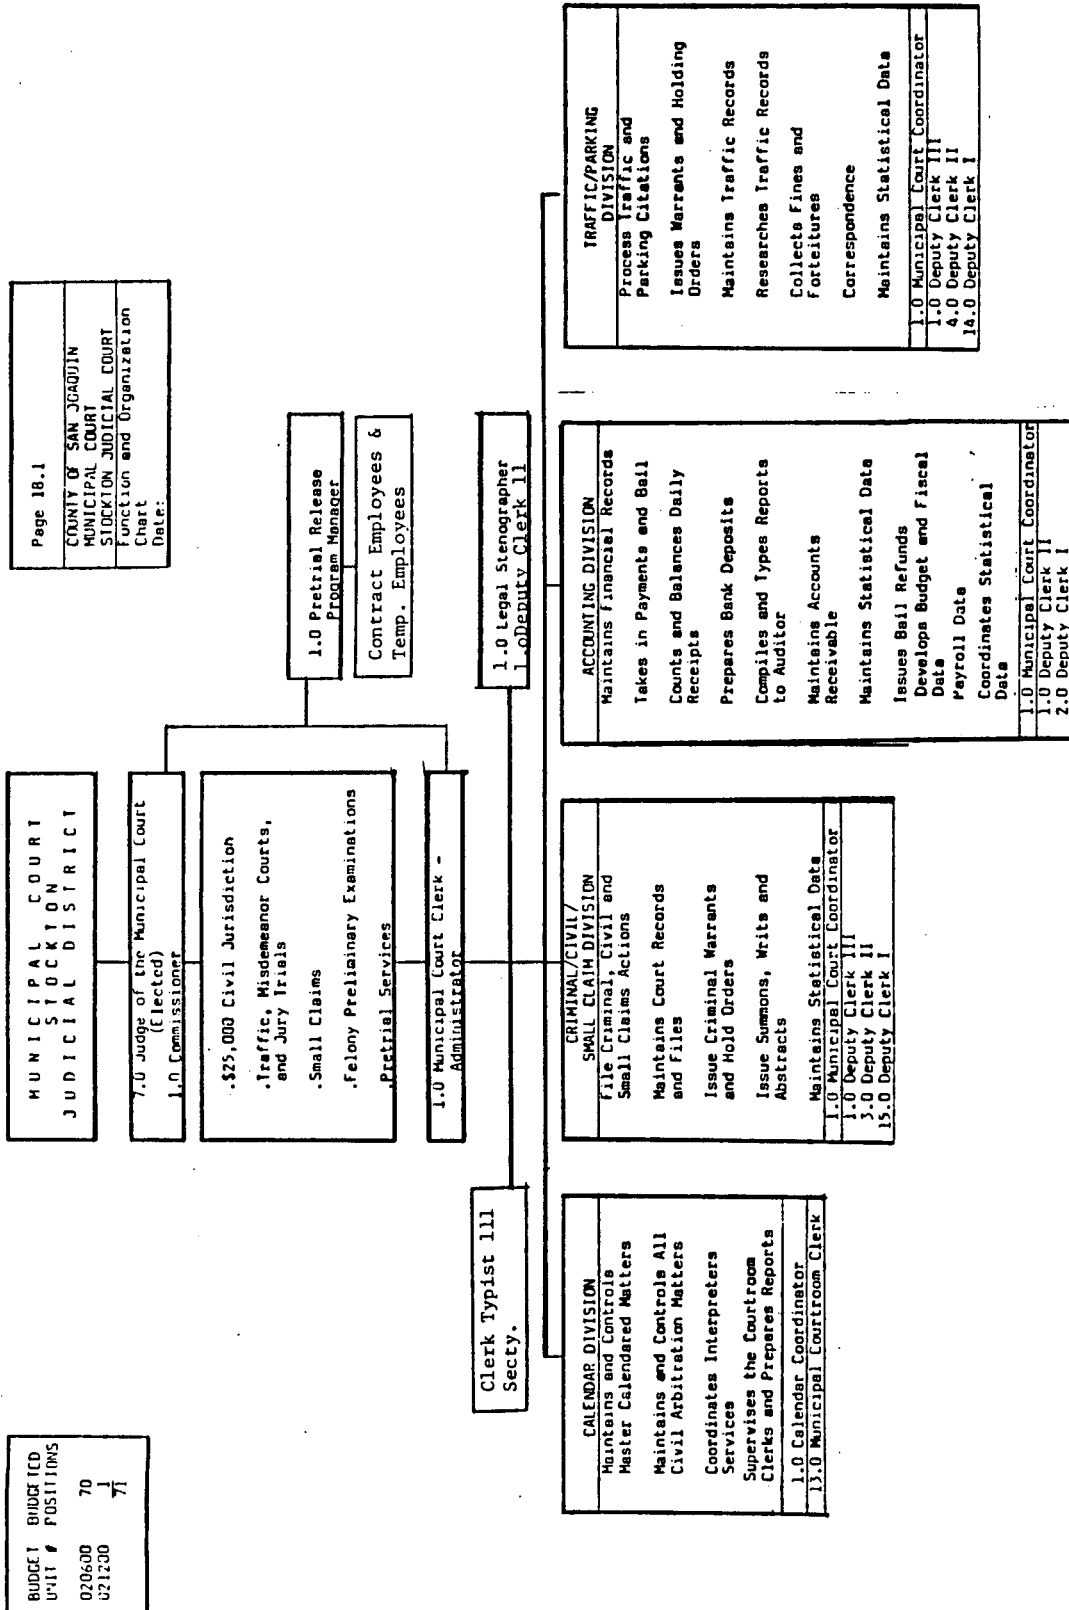 BUDGET BUDGETED
UNIT # POSITIONS
020600 70
021200 1
71
MUNICIPAL COURT
STOCKTON
JUDICIAL DISTRICT
Page 18.1
COUNTY OF SAN JOAQUIN
MUNICIPAL COURT
STOCKTON JUDICIAL COURT
Function and Organization
Chart
Date:
7.0 Judge of the Municipal Court
(Elected)
1.0 Commissioner
.$25,000 Civil Jurisdiction
.Traffic, Misdemeanor Courts,
and Jury Trials
.Small Claims
.Felony Preliminary Examinations
.Pretrial Services
1.0 Pretrial Release
Program Manager
Contract Employees &
Temp. Employees
1.0 Municipal Court Clerk -
Administrator
Clerk Typist 111
Secty.
1.0 Legal Stenographer
1.0Deputy Clerk 11
CALENDAR DIVISION
Maintains and Controls
Master Calendared Matters
Maintains and Controls All
Civil Arbitration Matters
Coordinates Interpreters
Services
Supervises the Courtroom
Clerks and Prepares Reports
1.0 Calendar Coordinator
13.0 Municipal Courtroom Clerk
CRIMINAL/CIVIL/
SMALL CLAIM DIVISION
File Criminal, Civil and
Small Claims Actions
Maintains Court Records
and Files
Issue Criminal Warrants
and Hold Orders
Issue Summons, Writs and
Abstracts
Maintains Statistical Data
1.0 Municipal Court Coordinator
1.0 Deputy Clerk III
3.0 Deputy Clerk II
15.0 Deputy Clerk I
ACCOUNTING DIVISION
Maintains Financial Records
Takes in Payments and Bail
Counts and Balances Daily
Receipts
Prepares Bank Deposits
Compiles and Types Reports
to Auditor
Maintains Accounts
Receivable
Maintains Statistical Data
Issues Bail Refunds
Develops Budget and Fiscal
Data
Payroll Data
Coordinates Statistical
Data
1.0 Municipal Court Coordinator
1.0 Deputy Clerk II
2.0 Deputy Clerk I
TRAFFIC/PARKING
DIVISION
Process Traffic and
Parking Citations
Issues Warrants and Holding
Orders
Maintains Traffic Records
Researches Traffic Records
Collects Fines and
Forteitures
Correspondence
Maintains Statistical Data
1.0 Municipal Court Coordinator
1.0 Deputy Clerk III
4.0 Deputy Clerk II
14.0 Deputy Clerk I